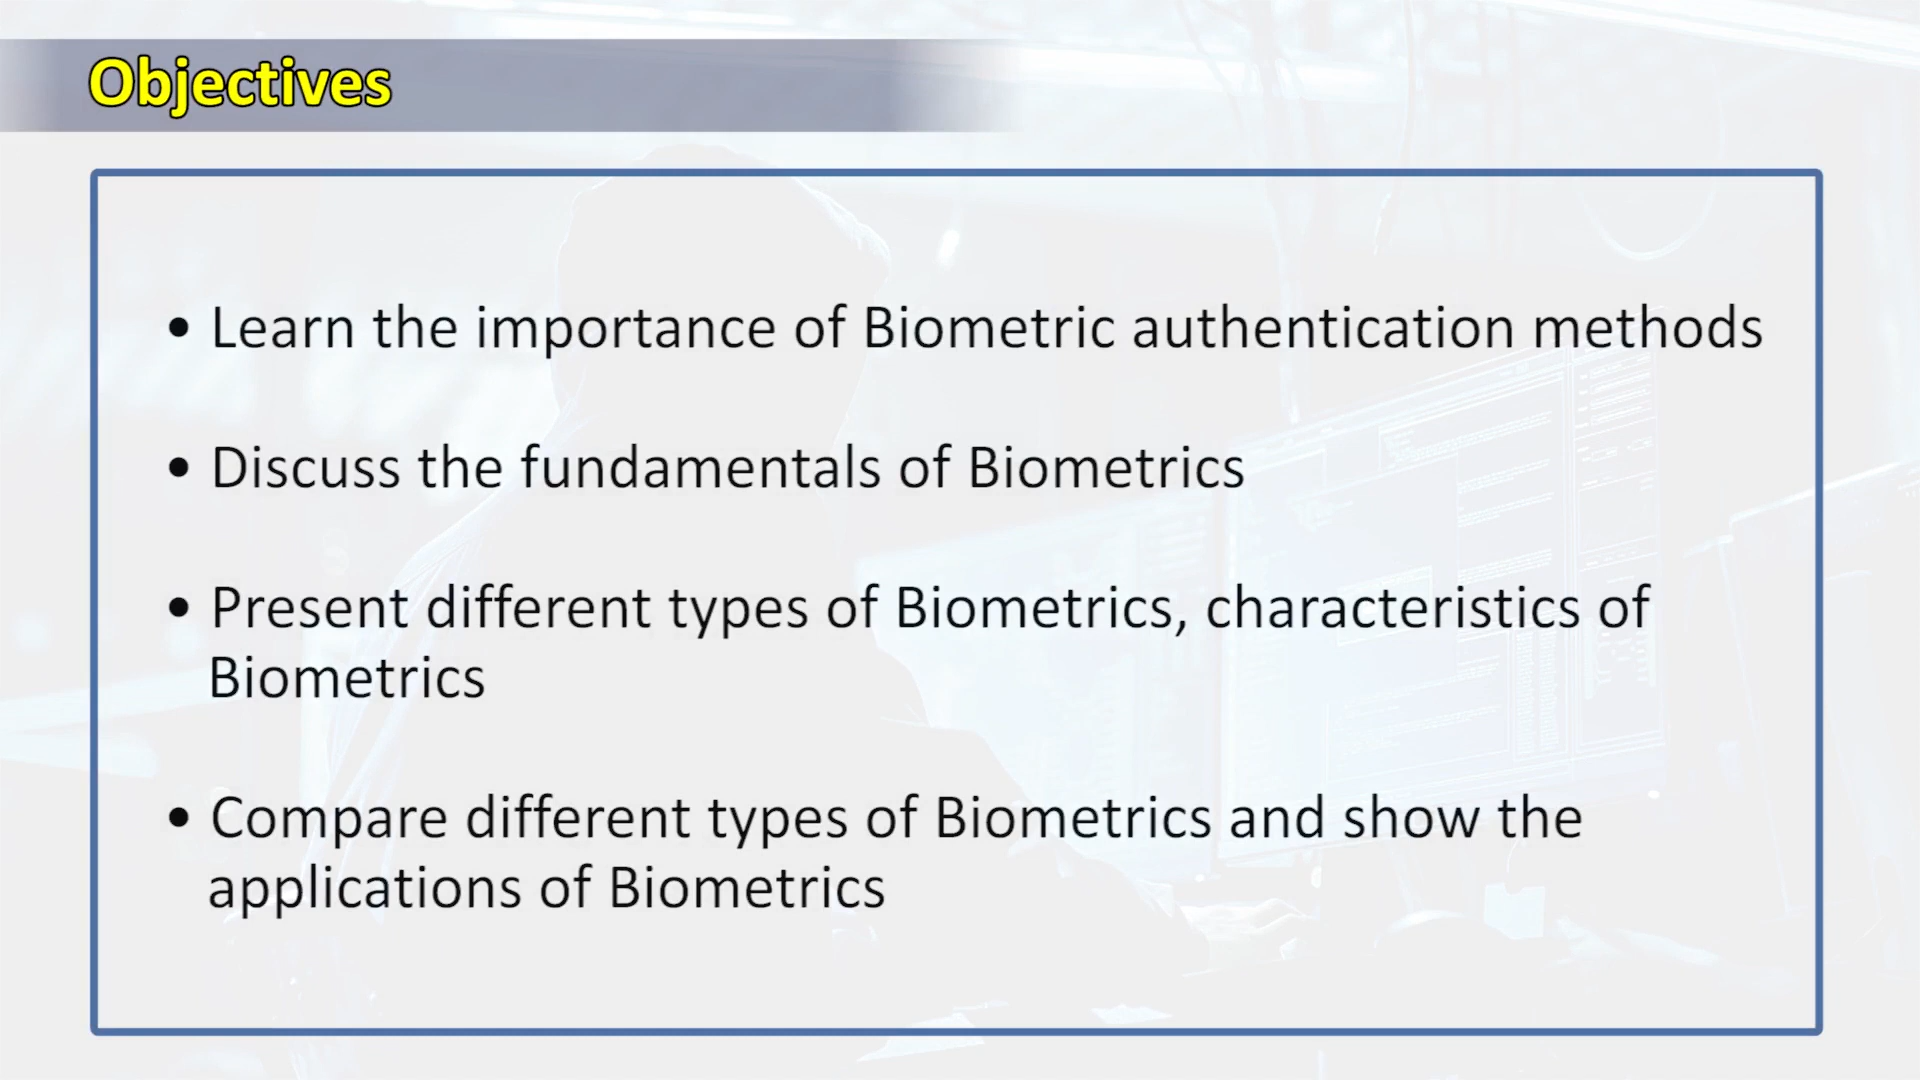 Objectives
• Learn the importance of Biometric authentication methods
• Discuss the fundamentals of Biometrics
• Present different types of Biometrics, characteristics of
Biometrics
• Compare different types of Biometrics and show the
applications of Biometrics